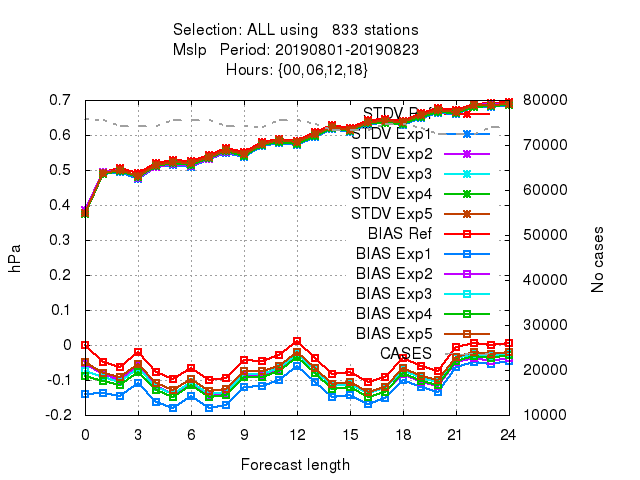 Selection: ALL using   833 stations
Mslp   Period: 20190801-20190823
Hours: {00,06,12,18}
0.7
0.6
0.5
0.4
0.3
0.2
0.1
0
-0.1
-0.2
hPa
80000
70000
60000
50000
40000
30000
20000
10000
No cases
STDV Ref
STDV Exp1
STDV Exp2
STDV Exp3
STDV Exp4
STDV Exp5
BIAS Ref
BIAS Exp1
BIAS Exp2
BIAS Exp3
BIAS Exp4
BIAS Exp5
CASES
0 3 6 9 12 15 18 21 24
Forecast length